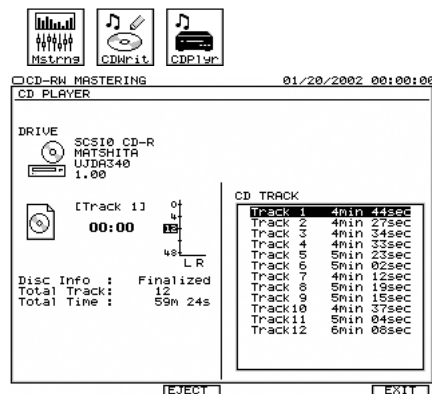 Mstrng CDWrit CDPlyr
CD-RW MASTERING 01/20/2002 00:00:00
CD PLAYER
DRIVE
SCSI0 CD-R
MATSHITA
UJDA340
1.00
[Track 1]
00:00
0
4
12
48
L R
Disc Info : Finalized
Total Track: 12
Total Time : 59m 24s
CD TRACK
Track 1 4min 44sec
Track 2 4min 27sec
Track 3 4min 34sec
Track 4 4min 33sec
Track 5 5min 23sec
Track 6 5min 02sec
Track 7 4min 12sec
Track 8 5min 19sec
Track 9 5min 15sec
Track10 4min 37sec
Track11 5min 04sec
Track12 6min 08sec
EJECT EXIT